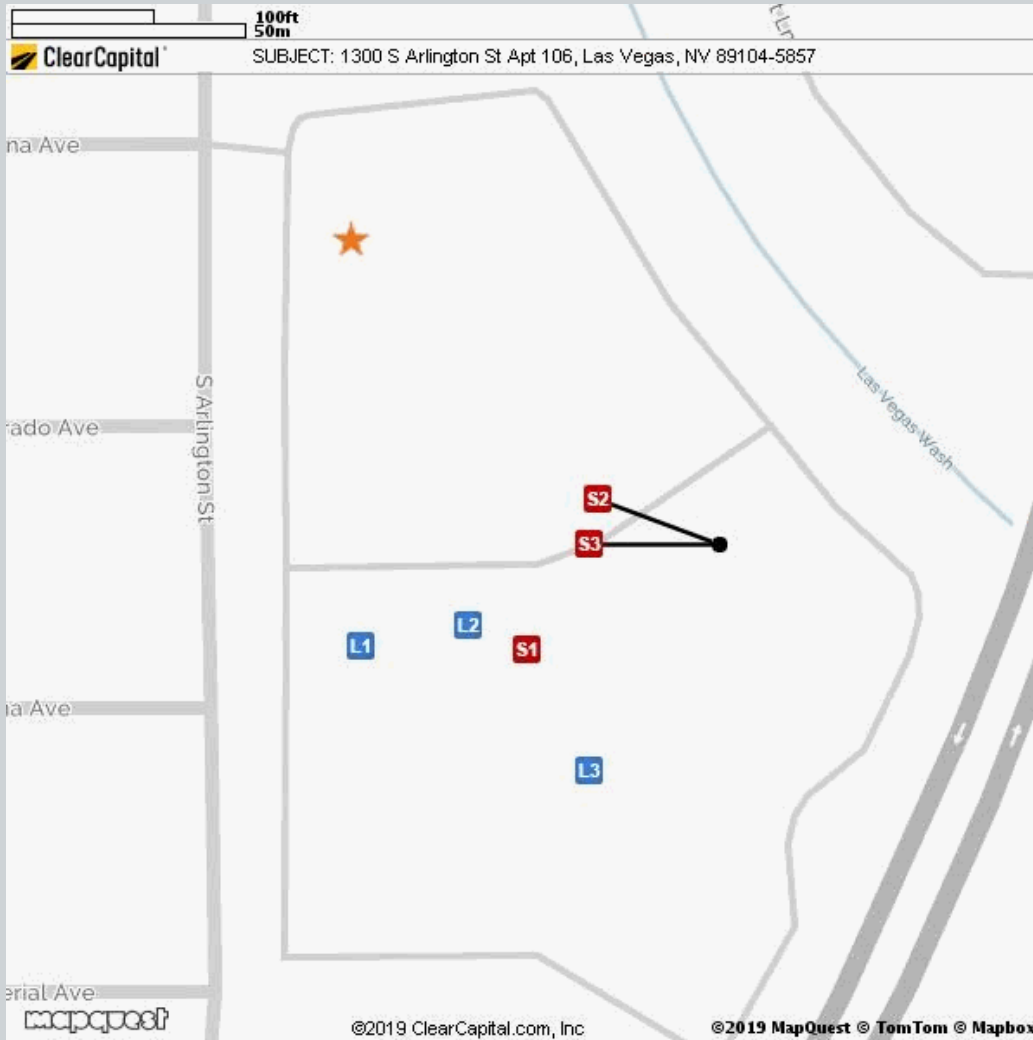 100ft
50m
ClearCapital
SUBJECT: 1300 S Arlington St Apt 106, Las Vegas, NV 89104-5857
t Ln
na Ave
S Arlington St
rado Ave
Las Vegas Wash
S2
S3
L2
L1
S1
na Ave
L3
erial Ave
mapquest
©2019 ClearCapital.com, Inc
©2019 MapQuest © TomTom © Mapbox